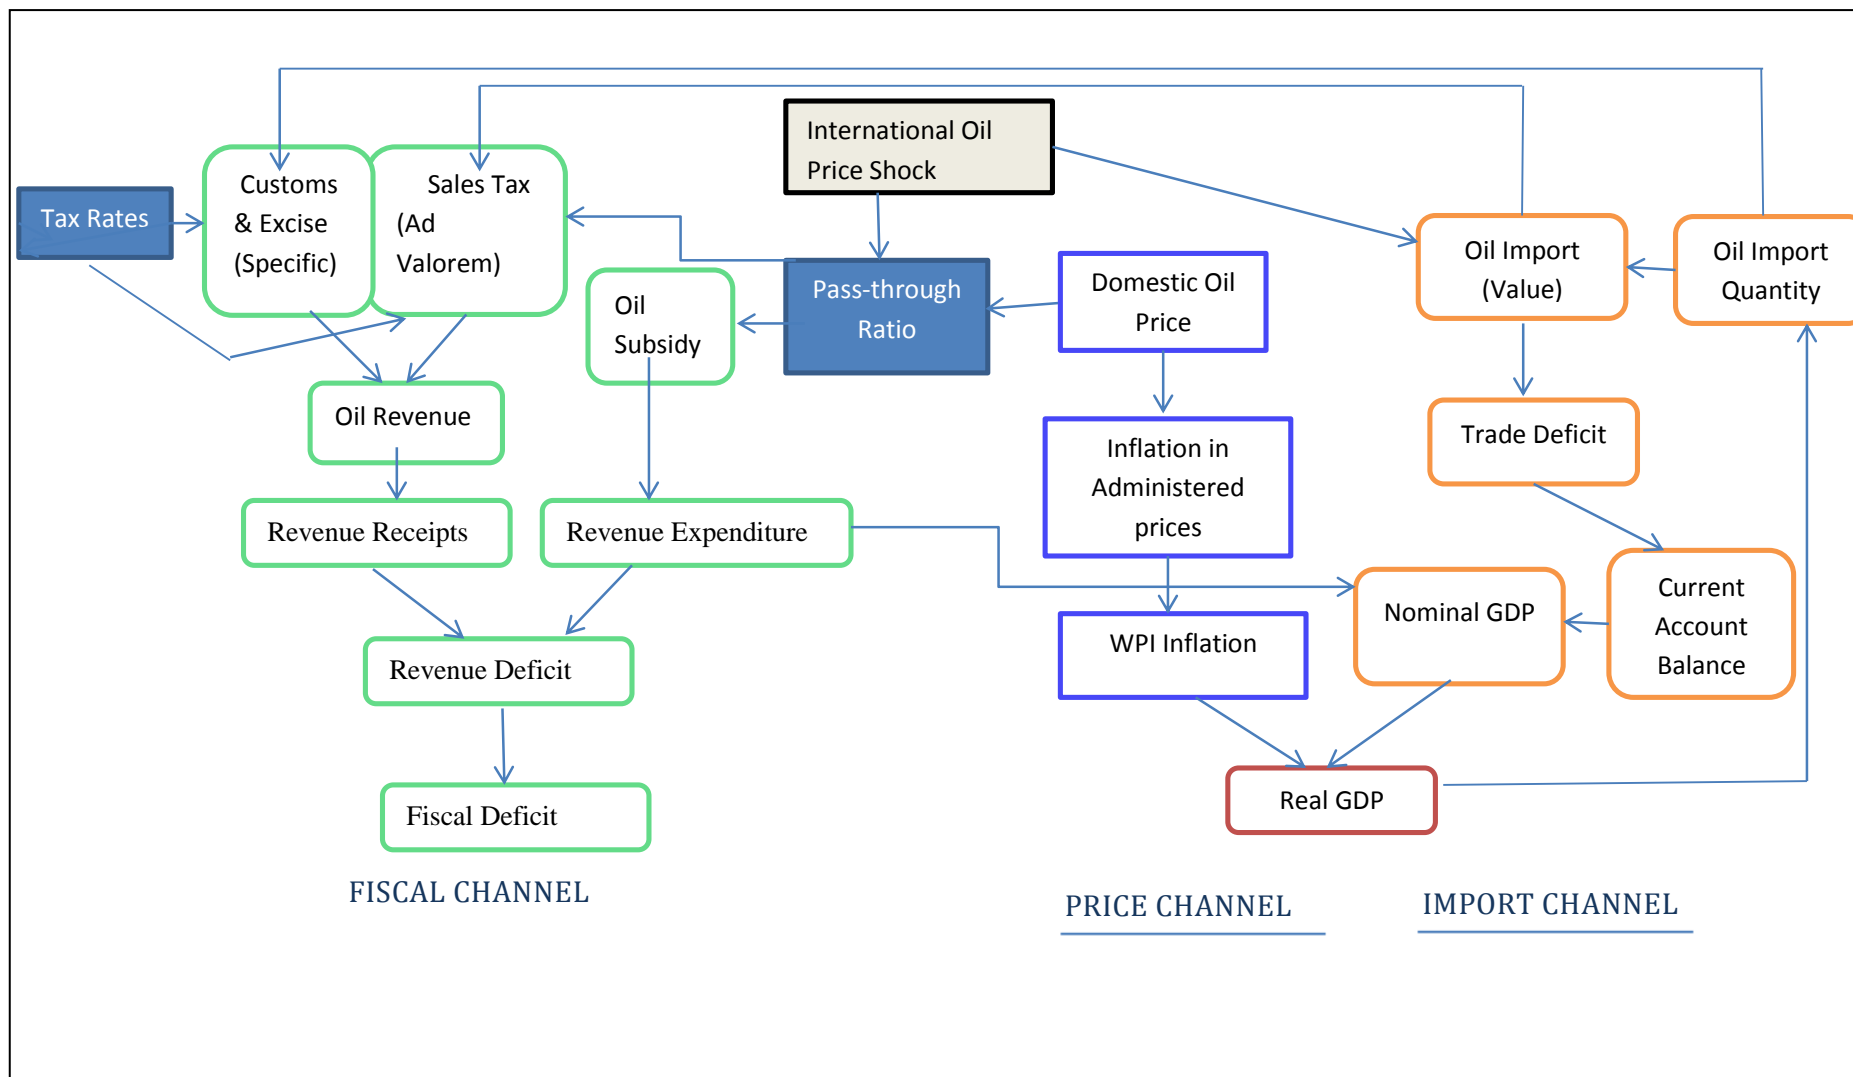 International Oil
Price Shock
Customs
& Excise
(Specific)
Sales Tax
(Ad
Valorem)
Tax Rates
Oil
Subsidy
Pass-through
Ratio
Domestic Oil
Price
Oil Import
(Value)
Oil Import
Quantity
Oil Revenue
Trade Deficit
Inflation in
Administered
prices
Revenue Receipts
Revenue Expenditure
Nominal GDP
Current
Account
Balance
WPI Inflation
Revenue Deficit
Real GDP
Fiscal Deficit
FISCAL CHANNEL
PRICE CHANNEL
IMPORT CHANNEL